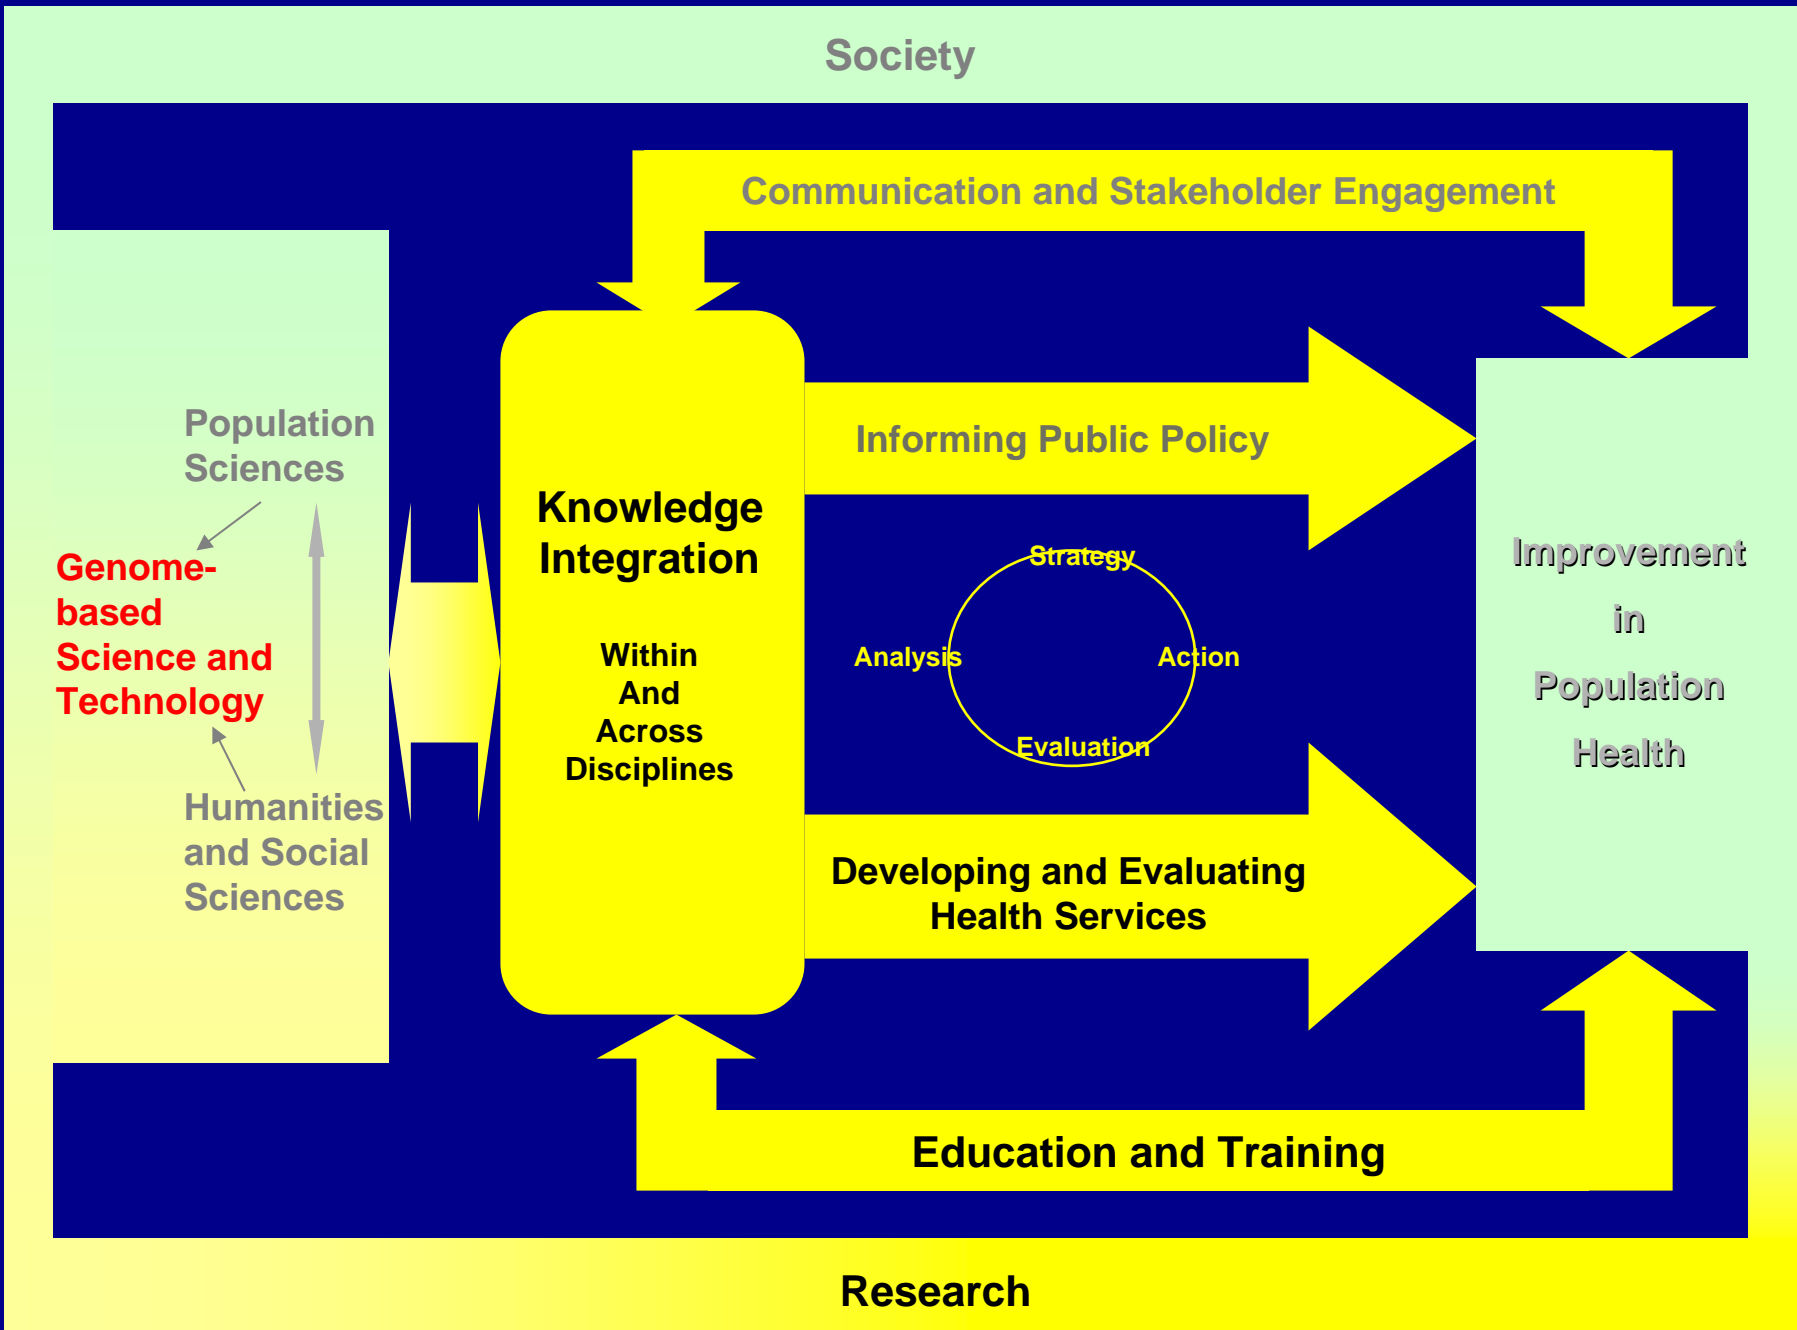 Society
Communication and Stakeholder Engagement
Population
Sciences
Genome-
based
Science and
Technology
Humanities
and Social
Sciences
Knowledge
Integration
Within
And
Across
Disciplines
Informing Public Policy
Strategy
Analysis
Action
Evaluation
Developing and Evaluating
Health Services
Improvement
in
Population
Health
Education and Training
Research